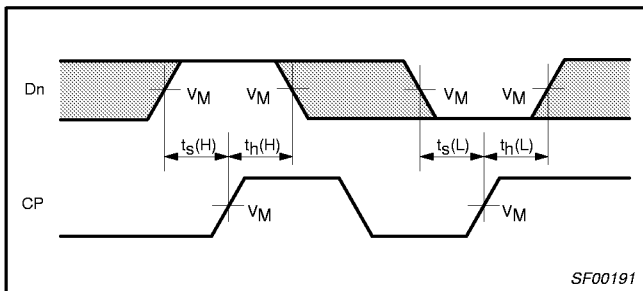 Dn
VM VM VM VM
ts(H) th(H) ts(L) th(L)
CP
VM VM
SF00191